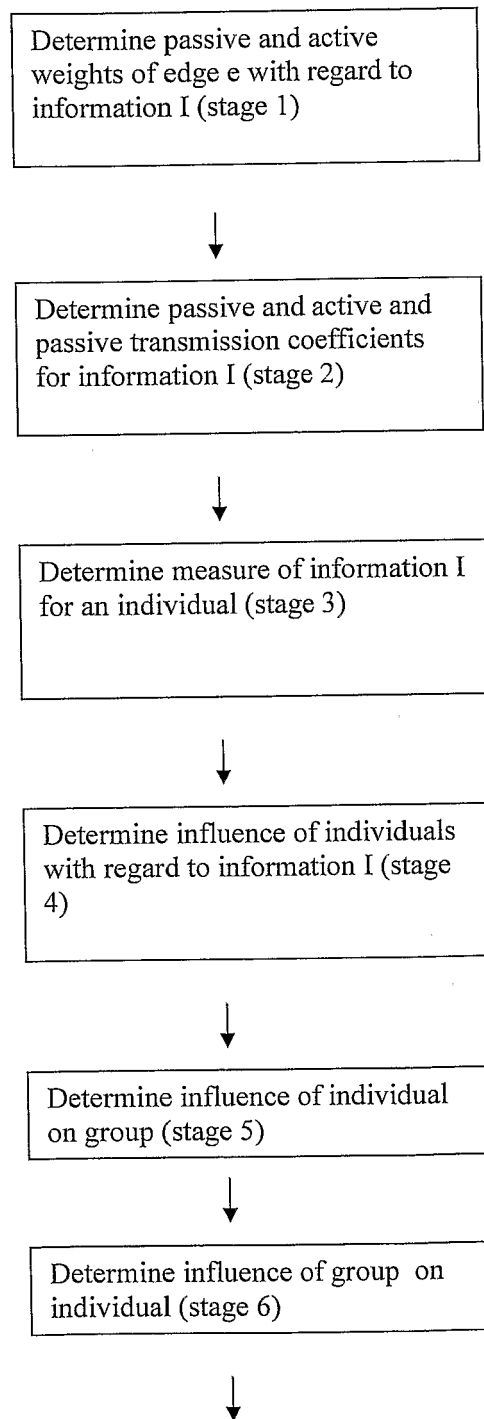 Determine passive and active
weights of edge e with regard to
information I (stage 1)
Determine passive and active and
passive transmission coefficients
for information I (stage 2)
Determine measure of information I
for an individual (stage 3)
Determine influence of individuals
with regard to information I (stage
4)
Determine influence of individual
on group (stage 5)
Determine influence of group on
individual (stage 6)